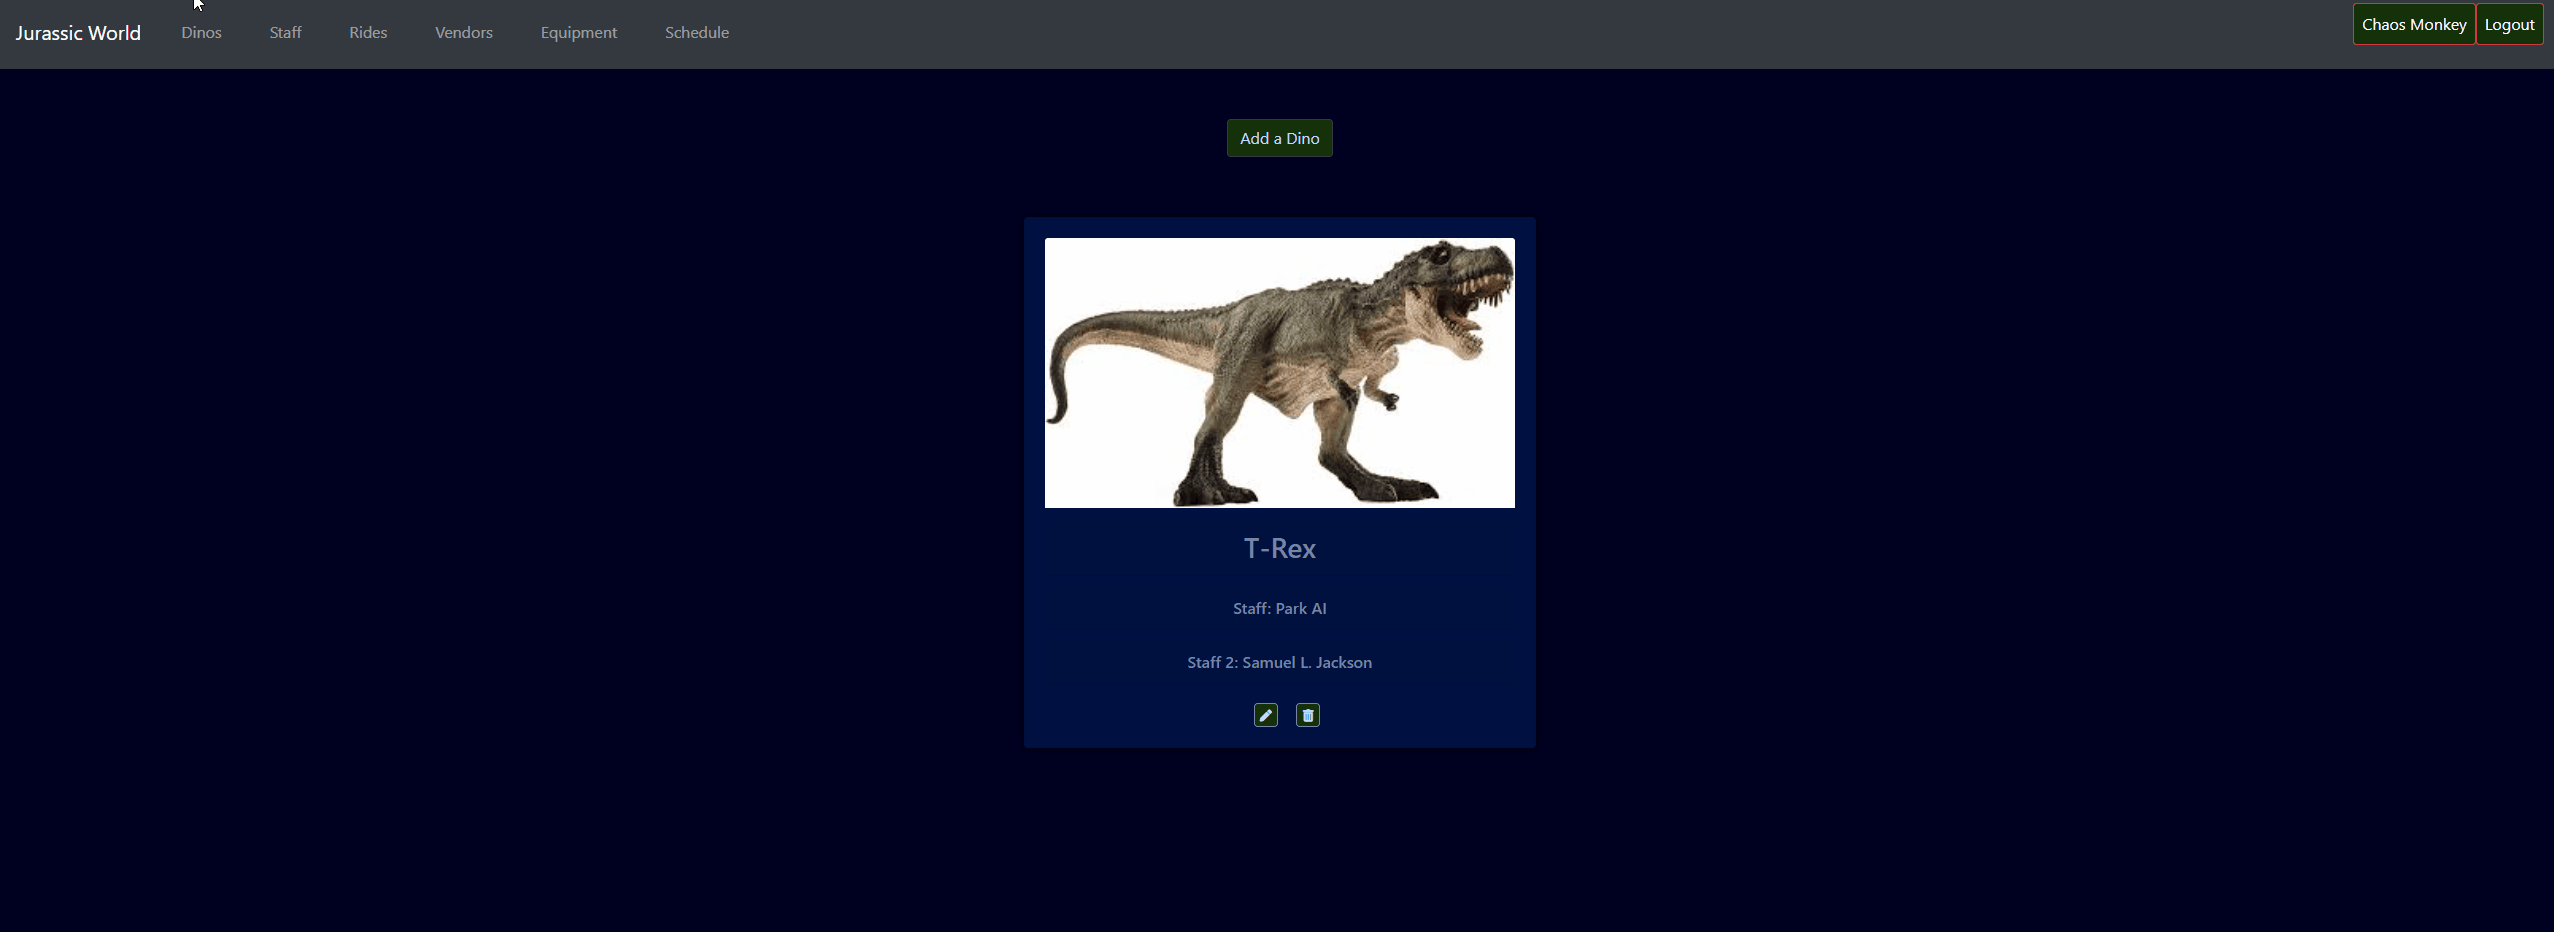 Jurassic World Dinos Staff Rides Vendors Equipment Schedule Chaos Monkey Logout
Add a Dino
T-Rex
Staff: Park AI
Staff 2: Samuel L. Jackson